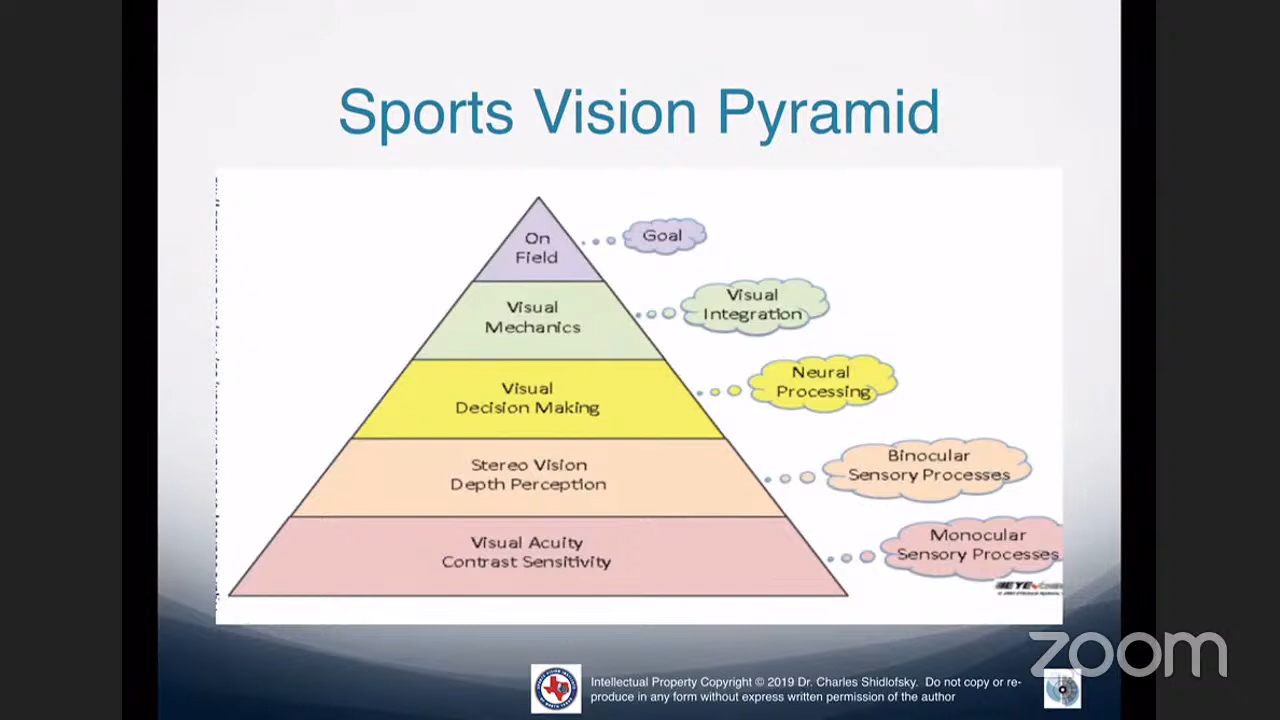 Sports Vision Pyramid
On
Field
Goal
Visual
Mechanics
Visual
Integration
Visual
Decision Making
Neural
Processing
Stereo Vision
Depth Perception
Binocular
Sensory Processes
Visual Acuity
Contrast Sensitivity
Monocular
Sensory Processes
EYE
zoom
Intellectual Property Copyright © 2019 Dr. Charles Shidlofsky. Do not copy or re-
produce in any form without express written permission of the author